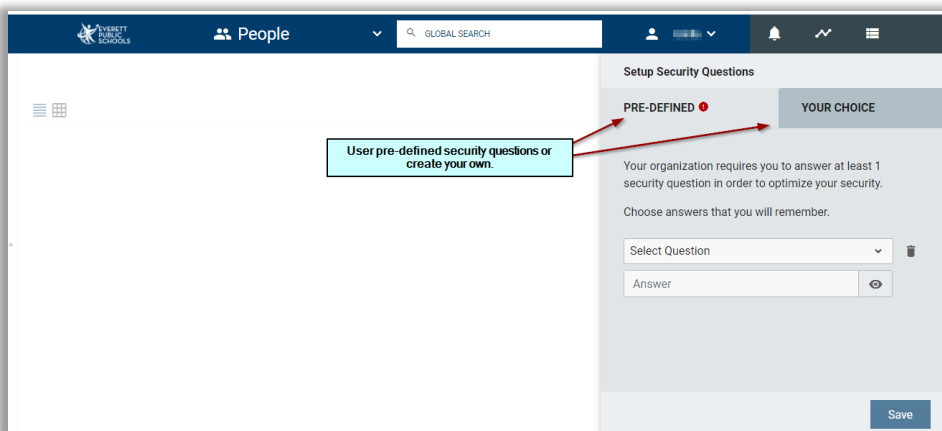 EVERETT
PUBLIC
SCHOOLS
People
GLOBAL SEARCH
Setup Security Questions
PRE-DEFINED
YOUR CHOICE
User pre-defined security questions or
create your own.
Your organization requires you to answer at least 1
security question in order to optimize your security.
Choose answers that you will remember.
Select Question
Answer
Save